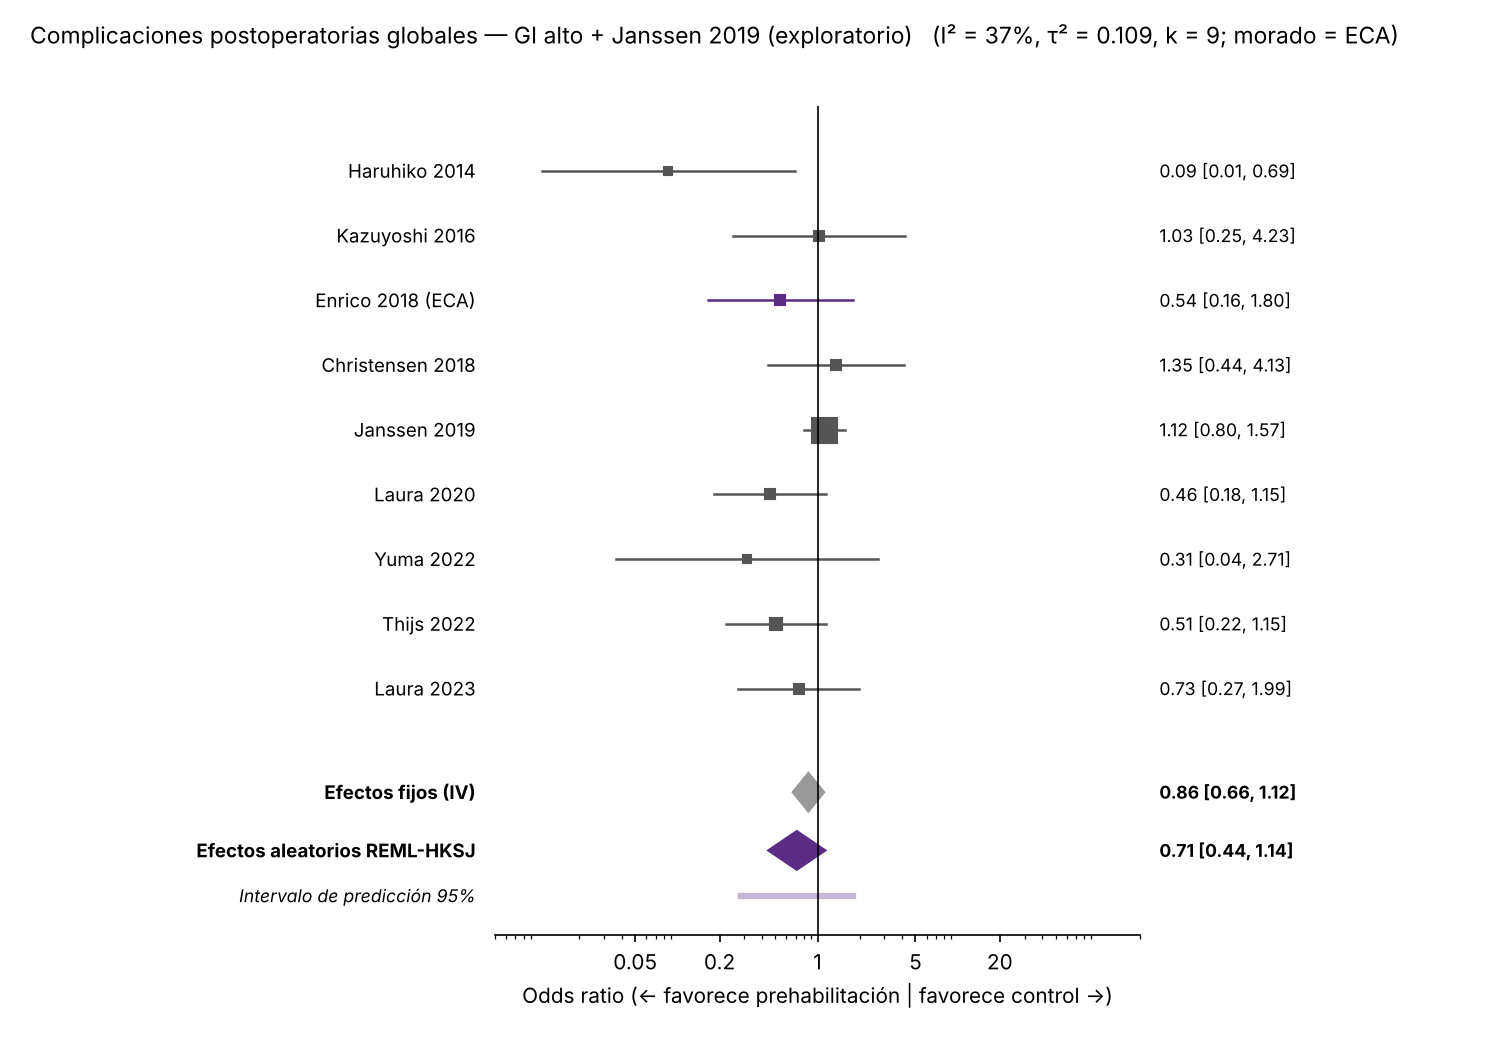 Complicaciones postoperatorias globales — GI alto + Janssen 2019 (exploratorio) (I² = 37%, τ² = 0.109, k = 9; morado = ECA)
Haruhiko 2014 0.09 [0.01, 0.69]
Kazuyoshi 2016 1.03 [0.25, 4.23]
Enrico 2018 (ECA) 0.54 [0.16, 1.80]
Christensen 2018 1.35 [0.44, 4.13]
Janssen 2019 1.12 [0.80, 1.57]
Laura 2020 0.46 [0.18, 1.15]
Yuma 2022 0.31 [0.04, 2.71]
Thijs 2022 0.51 [0.22, 1.15]
Laura 2023 0.73 [0.27, 1.99]
Efectos fijos (IV) 0.86 [0.66, 1.12]
Efectos aleatorios REML-HKSJ 0.71 [0.44, 1.14]
Intervalo de predicción 95%
0.05 0.2 1 5 20
Odds ratio (← favorece prehabilitación | favorece control →)